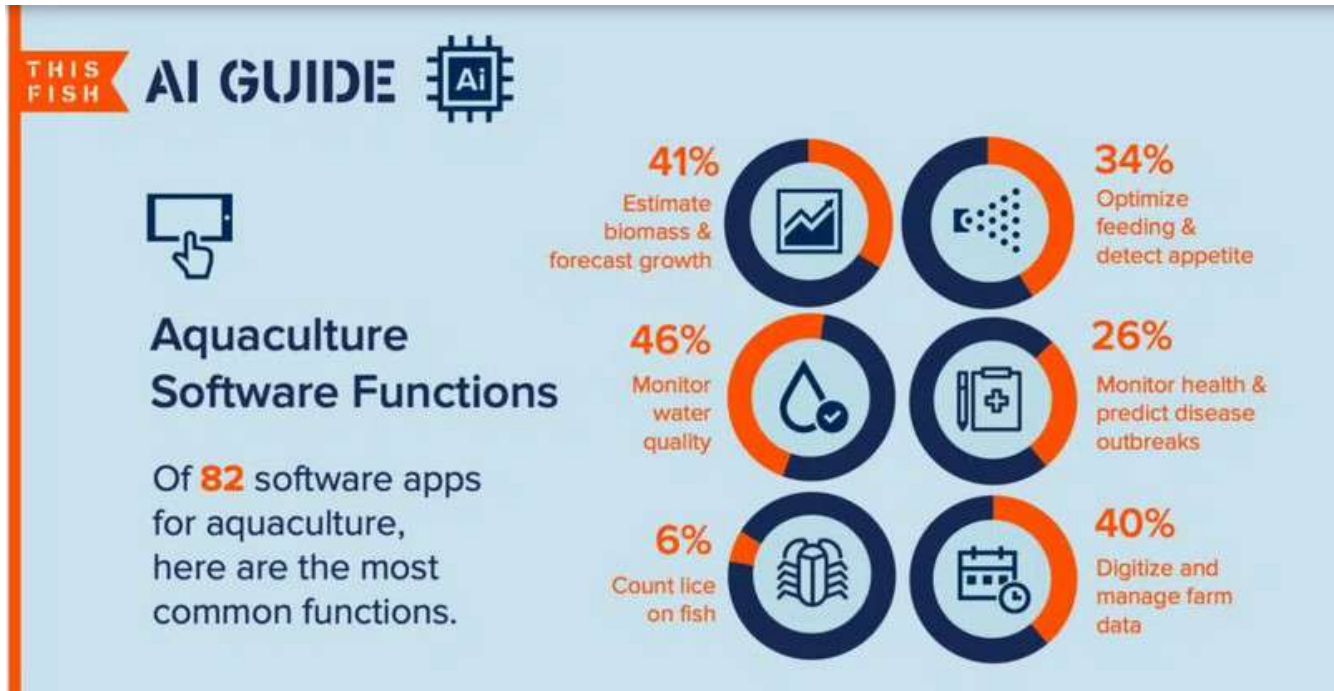 THIS
FISH
AI GUIDE
Ai
Aquaculture
Software Functions
Of 82 software apps
for aquaculture,
here are the most
common functions.
41%
Estimate
biomass &
forecast growth
34%
Optimize
feeding &
detect appetite
46%
Monitor
water
quality
26%
Monitor health &
predict disease
outbreaks
6%
Count lice
on fish
40%
Digitize and
manage farm
data